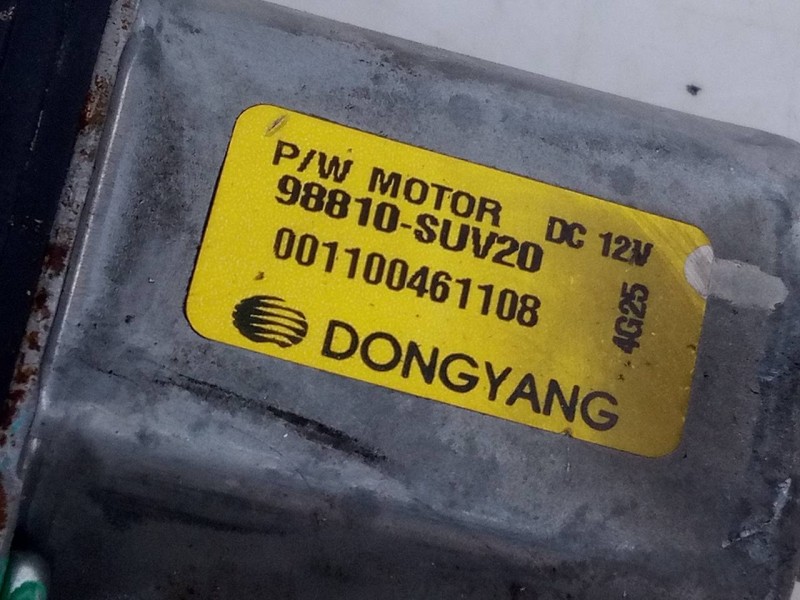 P/W MOTOR DC 12V
98810-SUV20
001100461108
4G25
DONGYANG